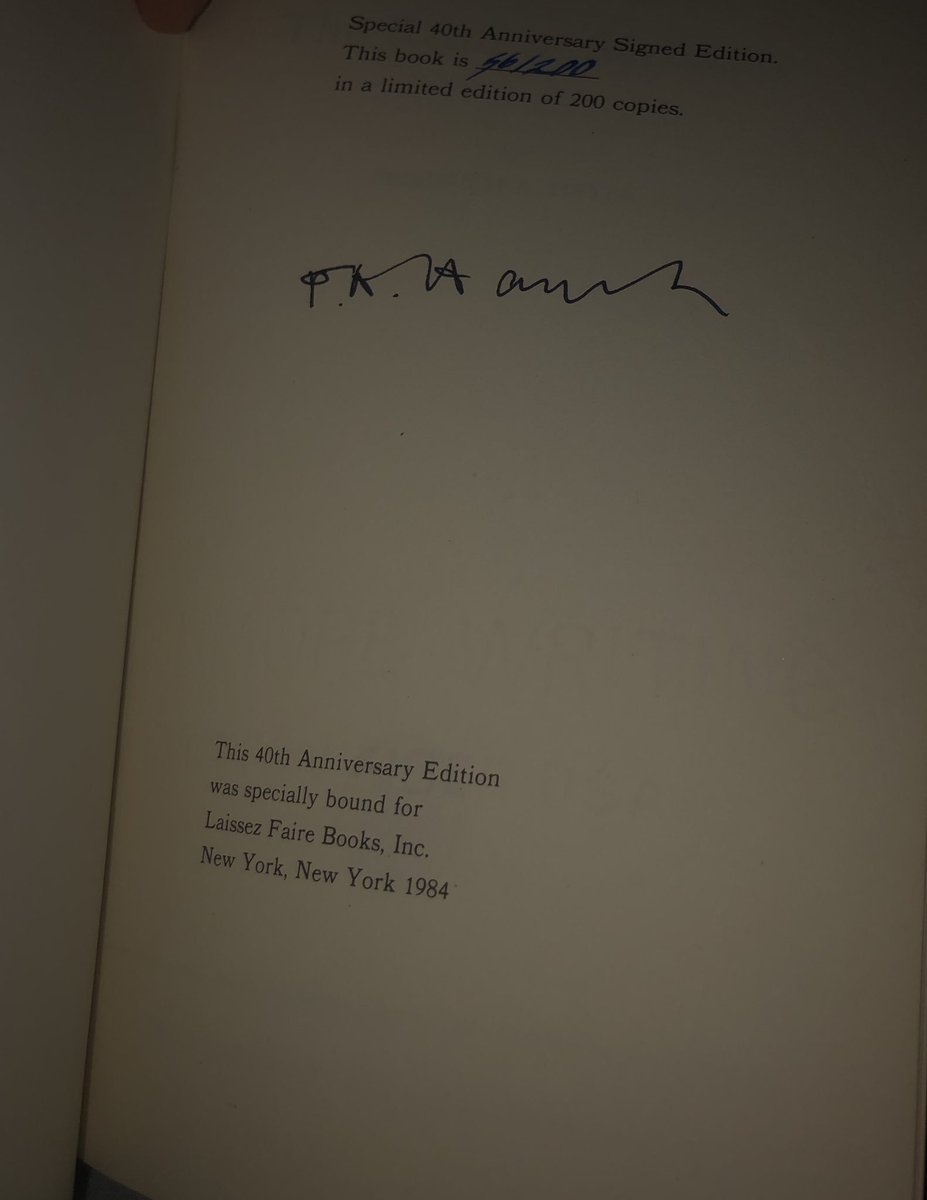 Special 40th Anniversary Signed Edition.
This book is 56/200
in a limited edition of 200 copies.
This 40th Anniversary Edition
was specially bound for
Laissez Faire Books, Inc.
New York, New York 1984